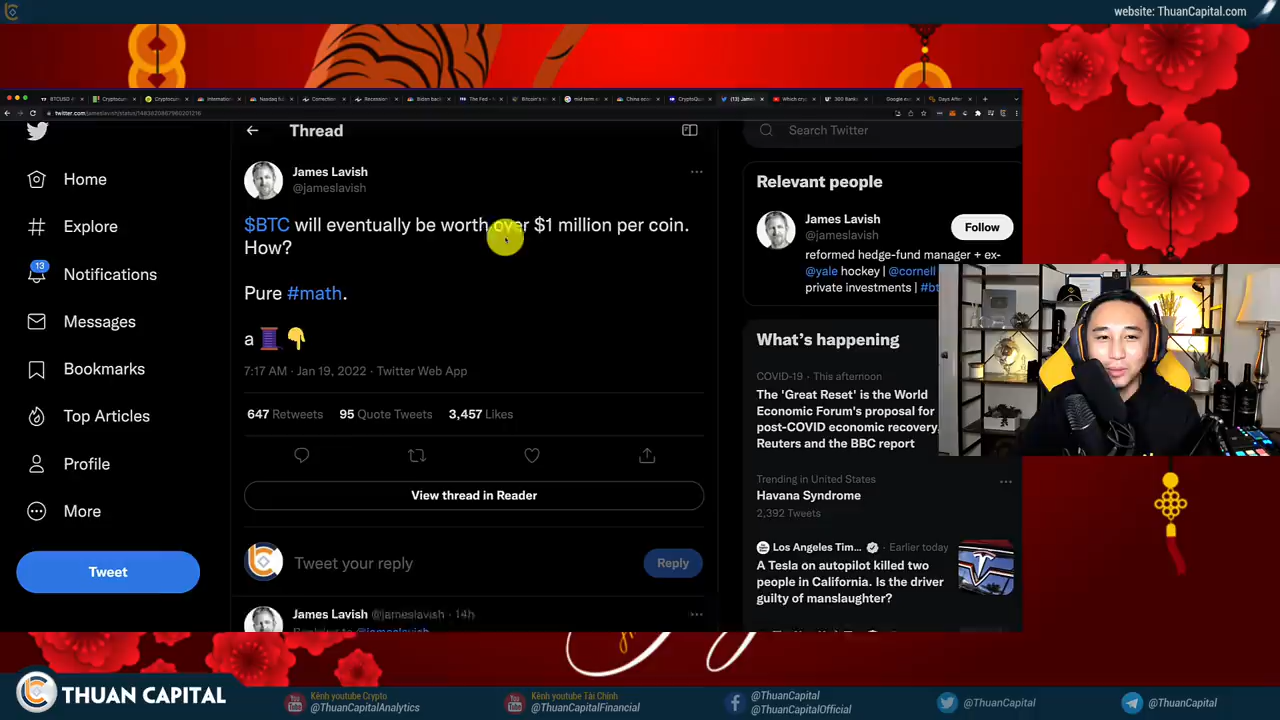 website: ThuanCapital.com
twitter.com/jameslavish/status/1483820867960201216
Thread
Search Twitter
Home
Explore
13
Notifications
Messages
Bookmarks
Top Articles
Profile
More
Tweet
James Lavish
@jameslavish
$BTC will eventually be worth over $1 million per coin.
How?
Pure #math.
a
7:17 AM · Jan 19, 2022 · Twitter Web App
647 Retweets 95 Quote Tweets 3,457 Likes
View thread in Reader
Tweet your reply
Reply
James Lavish @jameslavish · 14h
Relevant people
James Lavish
@jameslavish
Follow
reformed hedge-fund manager + ex-
@yale hockey | @cornell
private investments | #bt
What's happening
COVID-19 · This afternoon
The 'Great Reset' is the World
Economic Forum's proposal for
post-COVID economic recovery,
Reuters and the BBC report
Trending in United States
Havana Syndrome
2,392 Tweets
Los Angeles Tim... · Earlier today
A Tesla on autopilot killed two
people in California. Is the driver
guilty of manslaughter?
THUAN CAPITAL
Kênh youtube Crypto
@ThuanCapitalAnalytics
Kênh youtube Tài Chính
@ThuanCapitalFinancial
@ThuanCapital
@ThuanCapitalOfficial
@ThuanCapital
@ThuanCapital